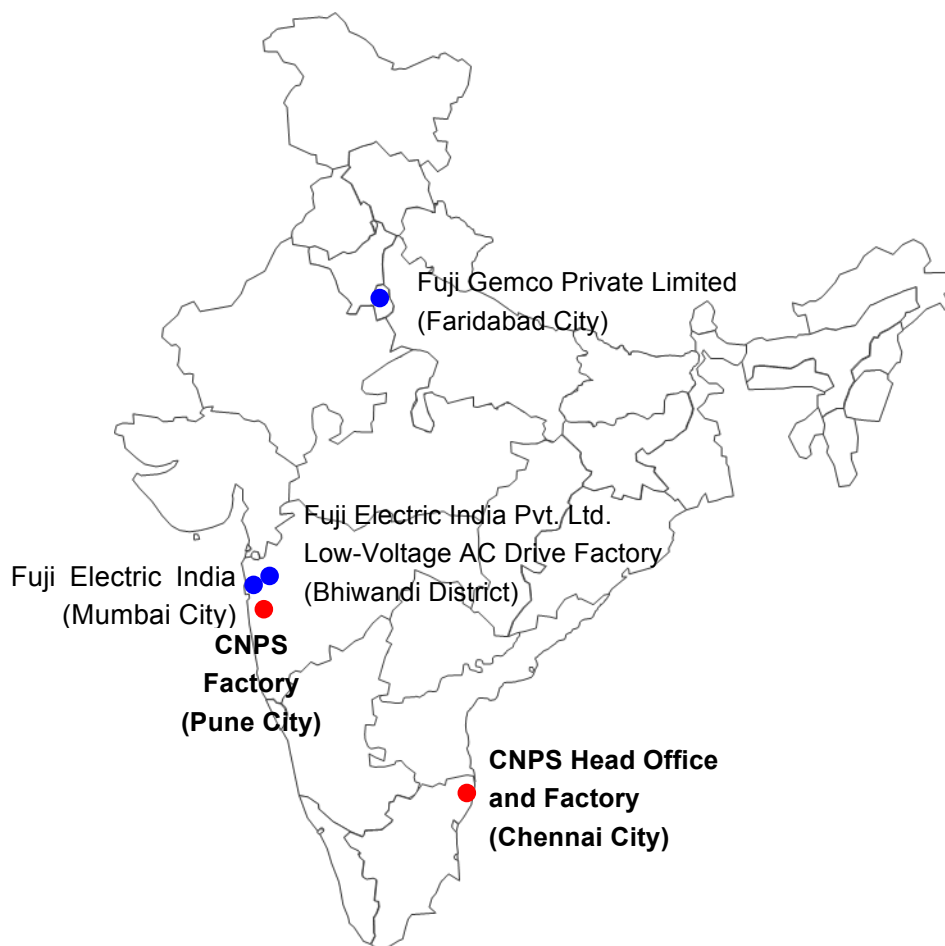 Fuji Gemco Private Limited
(Faridabad City)
Fuji Electric India Pvt. Ltd.
Low-Voltage AC Drive Factory
(Bhiwandi District)
Fuji Electric India
(Mumbai City)
CNPS
Factory
(Pune City)
CNPS Head Office
and Factory
(Chennai City)